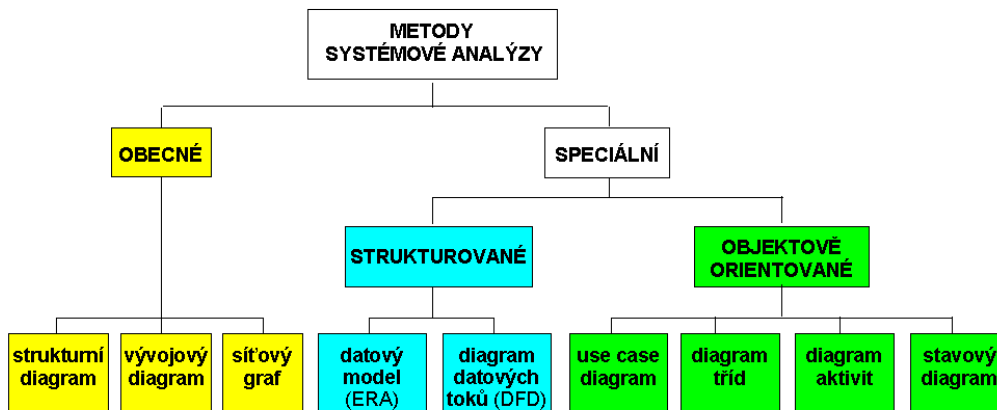 METODY
SYSTÉMOVÉ ANALÝZY
OBECNÉ
SPECIÁLNÍ
STRUKTUROVANÉ
OBJEKTOVĚ
ORIENTOVANÉ
strukturní
diagram
vývojový
diagram
síťový
graf
datový
model
(ERA)
diagram
datových
toků (DFD)
use case
diagram
diagram
tříd
diagram
aktivit
stavový
diagram